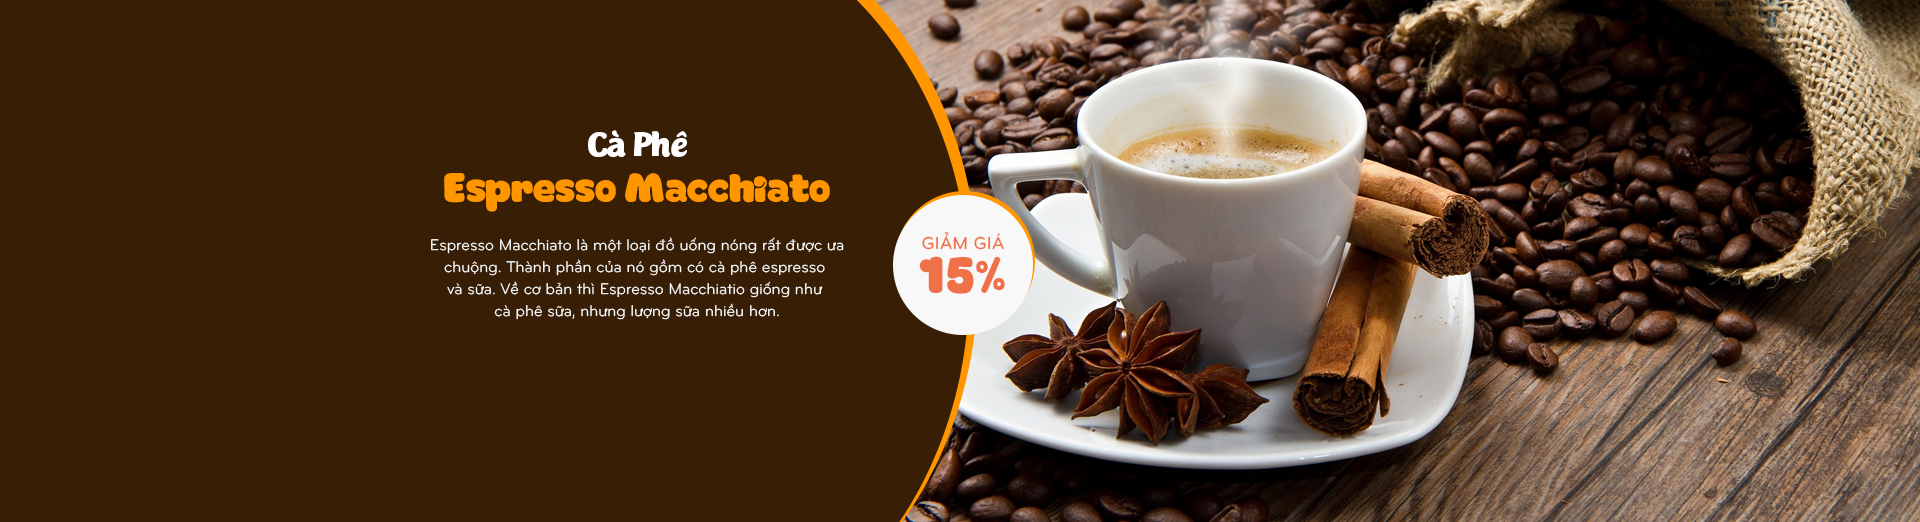 Cà Phê
Espresso Macchiato
Espresso Macchiato là một loại đồ uống nóng rất được ưa
chuộng. Thành phần của nó gồm có cà phê espresso
và sữa. Về cơ bản thì Espresso Macchiatio giống như
cà phê sữa, nhưng lượng sữa nhiều hơn.
GIẢM GIÁ
15%